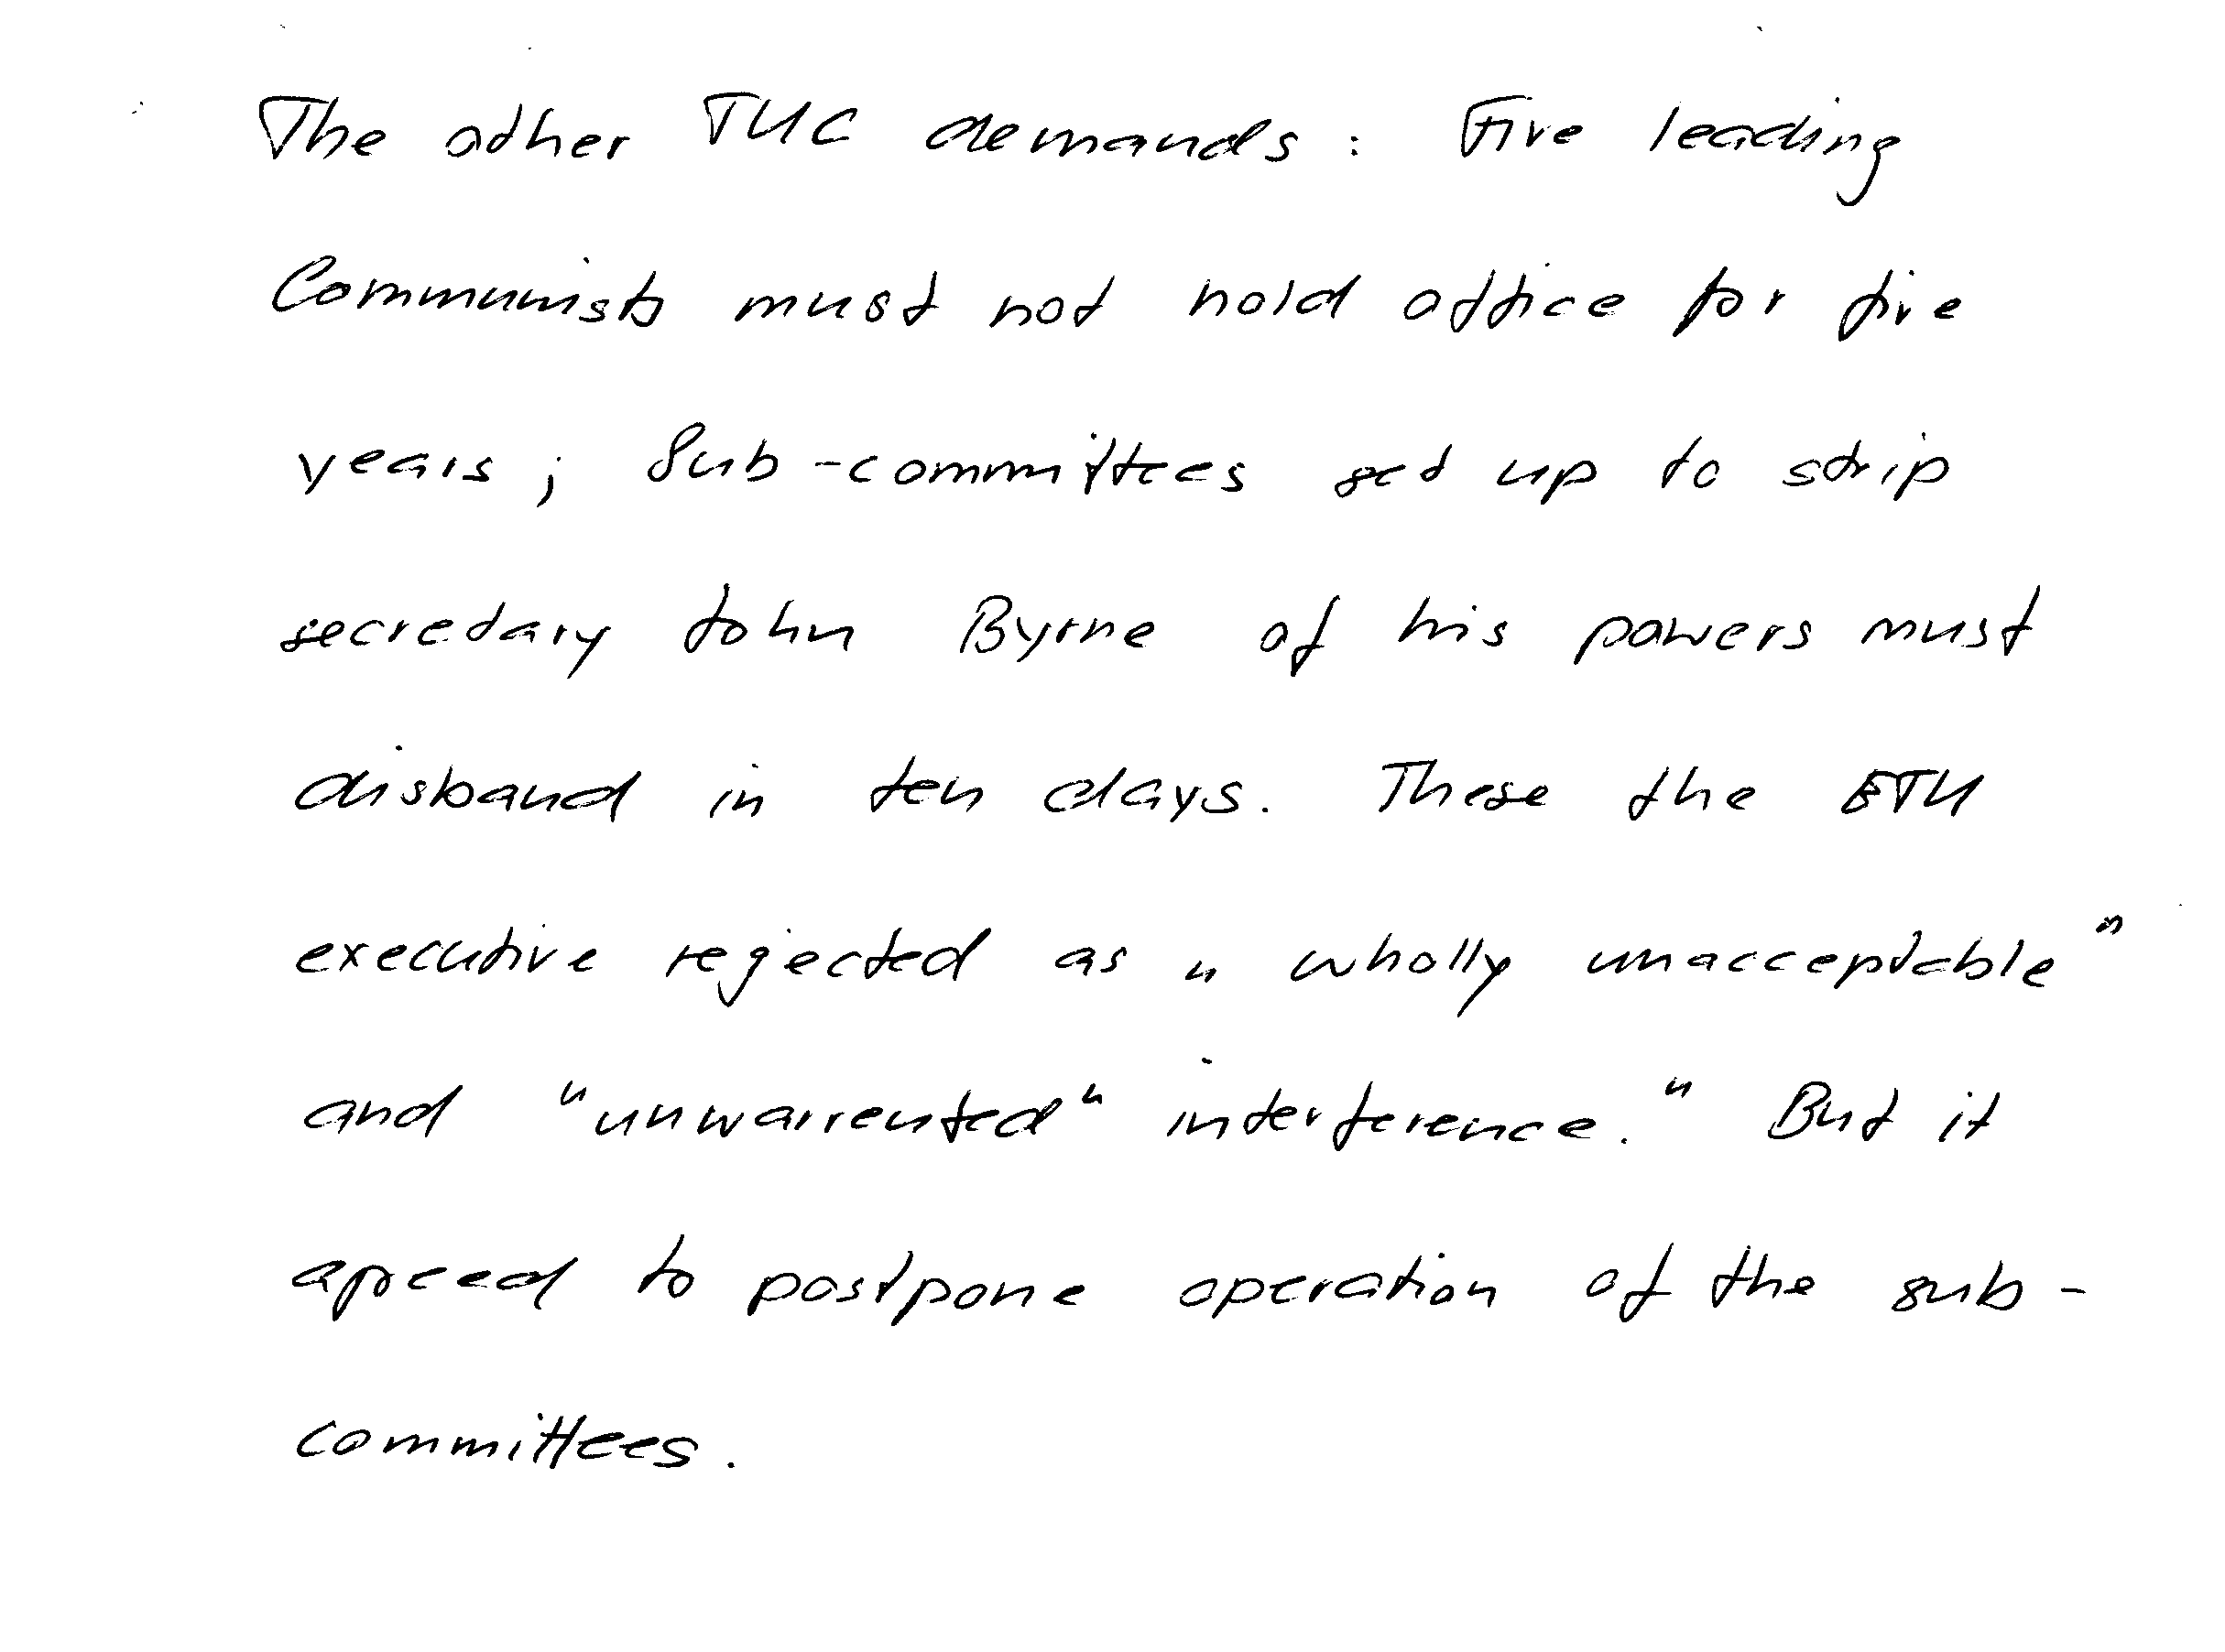 The other TUC demands : Five leading
Communists must not hold office for five
years ; Sub-committees set up to strip
secretary John Byrne of his powers must
disband in ten days. These the ETU
executive rejected as "wholly unacceptable"
and "unwarrented" interference." But it
agreed to postpone operation of the sub-
committees.